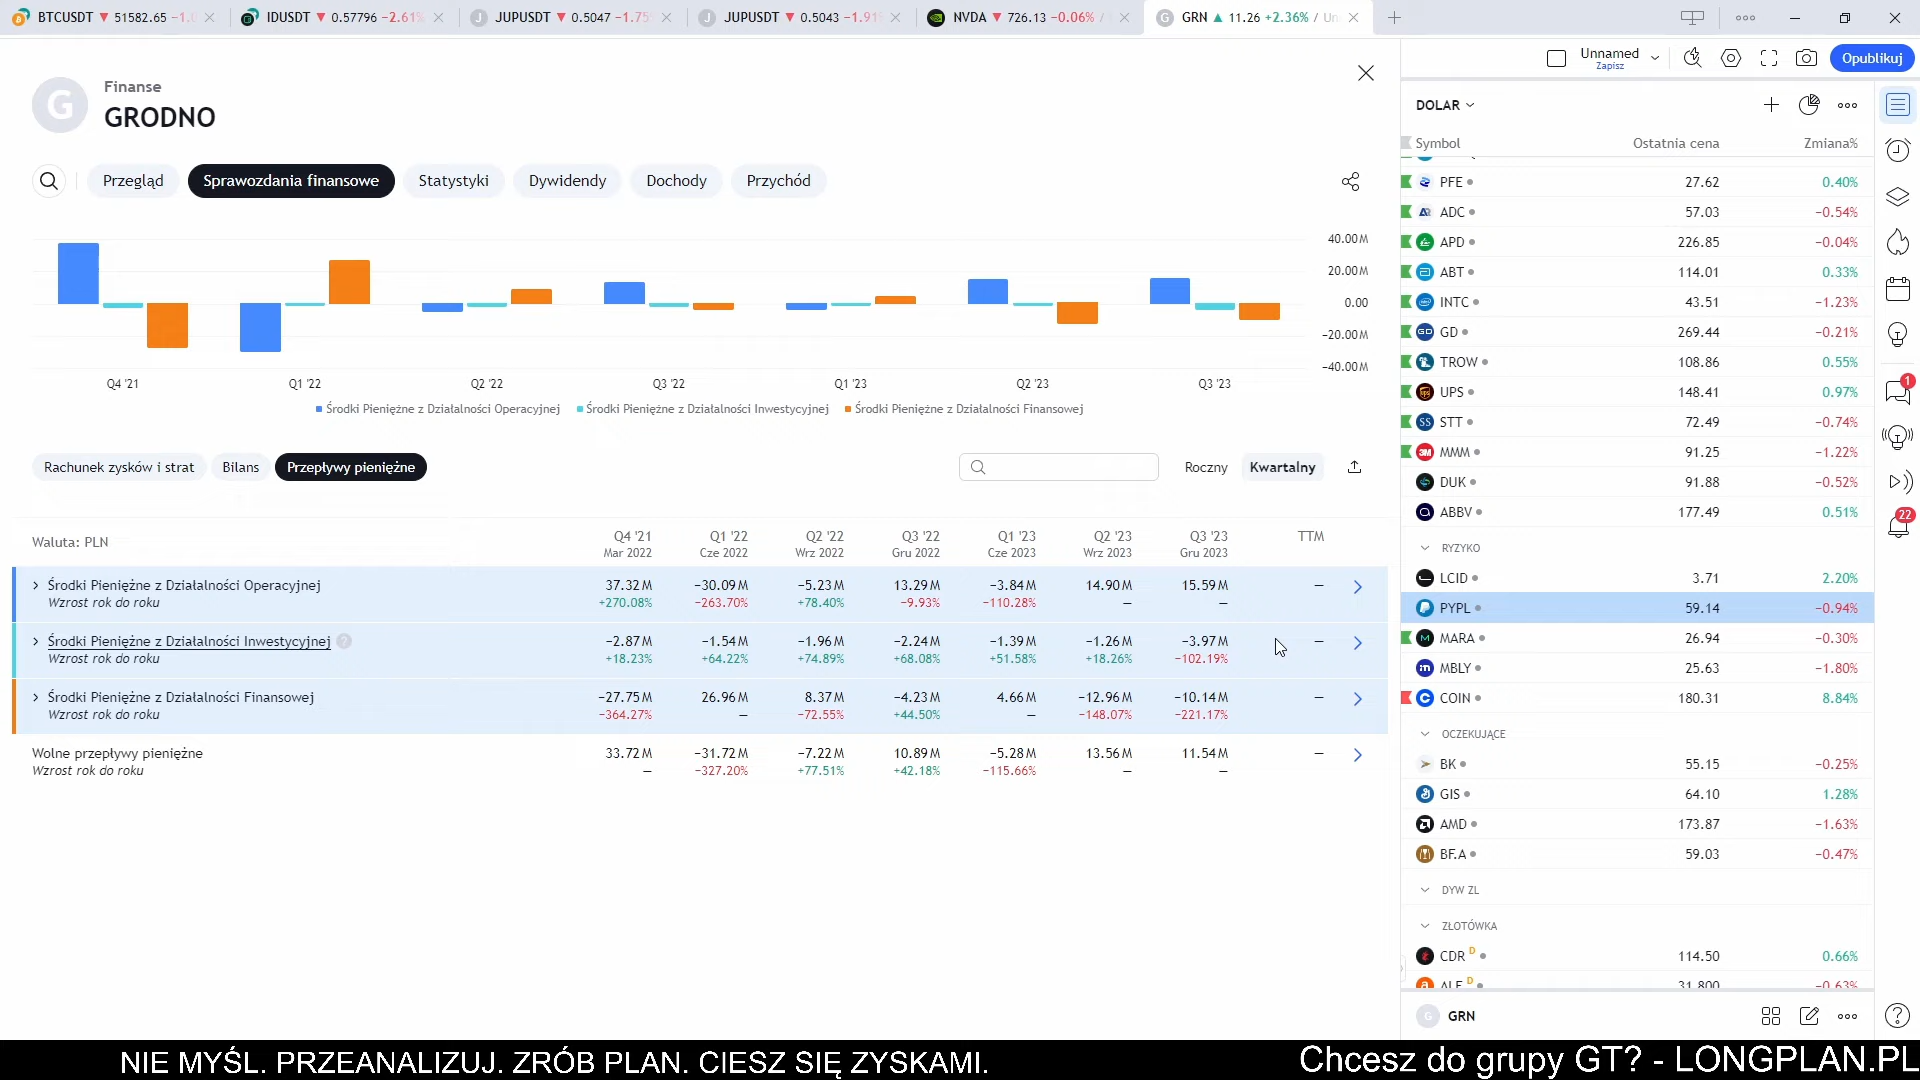 BTCUSDT ▼ 51582.65 −1.0
IDUSDT ▼ 0.57796 −2.61%
JUPUSDT ▼ 0.5047 −1.75
JUPUSDT ▼ 0.5043 −1.91%
NVDA ▼ 726.13 −0.06% /
GRN ▲ 11.26 +2.36% / Un
Unnamed
Zapisz
Opublikuj
G
Finanse
GRODNO
Przegląd
Sprawozdania finansowe
Statystyki
Dywidendy
Dochody
Przychód
40.00M
20.00M
0.00
−20.00M
−40.00M
Q4 '21 Q1 '22 Q2 '22 Q3 '22 Q1 '23 Q2 '23 Q3 '23
Środki Pieniężne z Działalności Operacyjnej Środki Pieniężne z Działalności Inwestycyjnej Środki Pieniężne z Działalności Finansowej
Rachunek zysków i strat Bilans Przepływy pieniężne Roczny Kwartalny
Waluta: PLN
Q4 '21 Q1 '22 Q2 '22 Q3 '22 Q1 '23 Q2 '23 Q3 '23 TTM
Mar 2022 Cze 2022 Wrz 2022 Gru 2022 Cze 2023 Wrz 2023 Gru 2023
Środki Pieniężne z Działalności Operacyjnej 37.32M −30.09M −5.23M 13.29M −3.84M 14.90M 15.59M —
Wzrost rok do roku +270.08% −263.70% +78.40% −9.93% −110.28% — —
Środki Pieniężne z Działalności Inwestycyjnej ? −2.87M −1.54M −1.96M −2.24M −1.39M −1.26M −3.97M —
Wzrost rok do roku +18.23% +64.22% +74.89% +68.08% +51.58% +18.26% −102.19%
Środki Pieniężne z Działalności Finansowej −27.75M 26.96M 8.37M −4.23M 4.66M −12.96M −10.14M —
Wzrost rok do roku −364.27% — −72.55% +44.50% — −148.07% −221.17%
Wolne przepływy pieniężne 33.72M −31.72M −7.22M 10.89M −5.28M 13.56M 11.54M —
Wzrost rok do roku — −327.20% +77.51% +42.18% −115.66% — —
DOLAR
Symbol Ostatnia cena Zmiana%
PFE 27.62 0.40%
ADC 57.03 −0.54%
APD 226.85 −0.04%
ABT 114.01 0.33%
INTC 43.51 −1.23%
GD 269.44 −0.21%
TROW 108.86 0.55%
UPS 148.41 0.97%
STT 72.49 −0.74%
MMM 91.25 −1.22%
DUK 91.88 −0.52%
ABBV 177.49 0.51%
RYZYKO
LCID 3.71 2.20%
PYPL 59.14 −0.94%
MARA 26.94 −0.30%
MBLY 25.63 −1.80%
COIN 180.31 8.84%
OCZEKUJĄCE
BK 55.15 −0.25%
GIS 64.10 1.28%
AMD 173.87 −1.63%
BF.A 59.03 −0.47%
DYW ZL
ZŁOTÓWKA
CDR D 114.50 0.66%
ALE D 31.800 −0.63%
G GRN
1
22
NIE MYŚL. PRZEANALIZUJ. ZRÓB PLAN. CIESZ SIĘ ZYSKAMI.
Chcesz do grupy GT? - LONGPLAN.PL